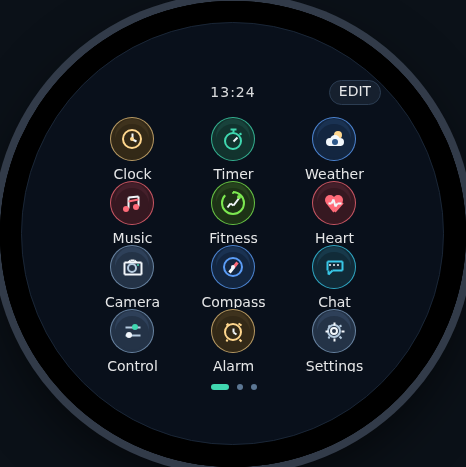 13:24
EDIT
Clock Timer Weather
Music Fitness Heart
Camera Compass Chat
Control Alarm Settings